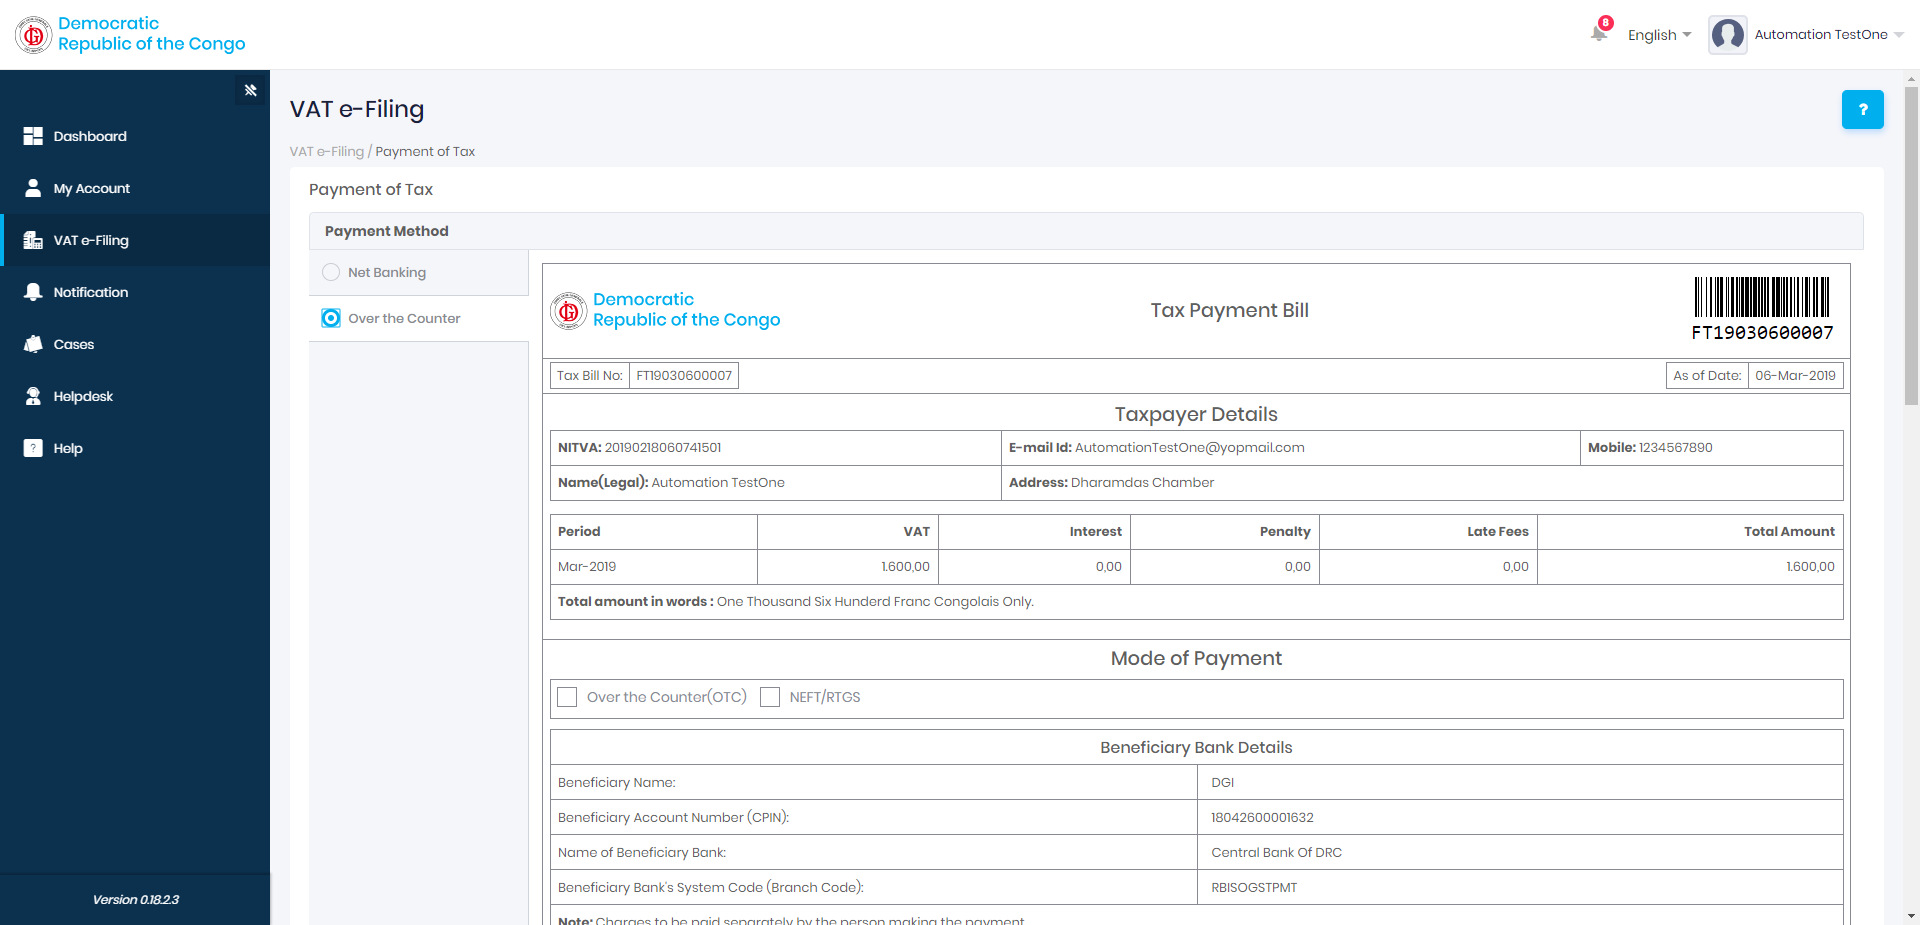 Democratic
Republic of the Congo
8
English
Automation TestOne
Dashboard
My Account
VAT e-Filing
Notification
Cases
Helpdesk
? Help
Version 0.18.2.3
VAT e-Filing
?
VAT e-Filing / Payment of Tax
Payment of Tax
Payment Method
Net Banking
Over the Counter
Democratic
Republic of the Congo
Tax Payment Bill
FT19030600007
Tax Bill No: FT19030600007
As of Date: 06-Mar-2019
Taxpayer Details
NITVA: 20190218060741501 E-mail Id: AutomationTestOne@yopmail.com Mobile: 1234567890
Name(Legal): Automation TestOne Address: Dharamdas Chamber
Period VAT Interest Penalty Late Fees Total Amount
Mar-2019 1.600,00 0,00 0,00 0,00 1.600,00
Total amount in words : One Thousand Six Hunderd Franc Congolais Only.
Mode of Payment
Over the Counter(OTC) NEFT/RTGS
Beneficiary Bank Details
Beneficiary Name: DGI
Beneficiary Account Number (CPIN): 18042600001632
Name of Beneficiary Bank: Central Bank Of DRC
Beneficiary Bank's System Code (Branch Code): RBISOGSTPMT
Note: Charges to be paid separately by the person making the payment